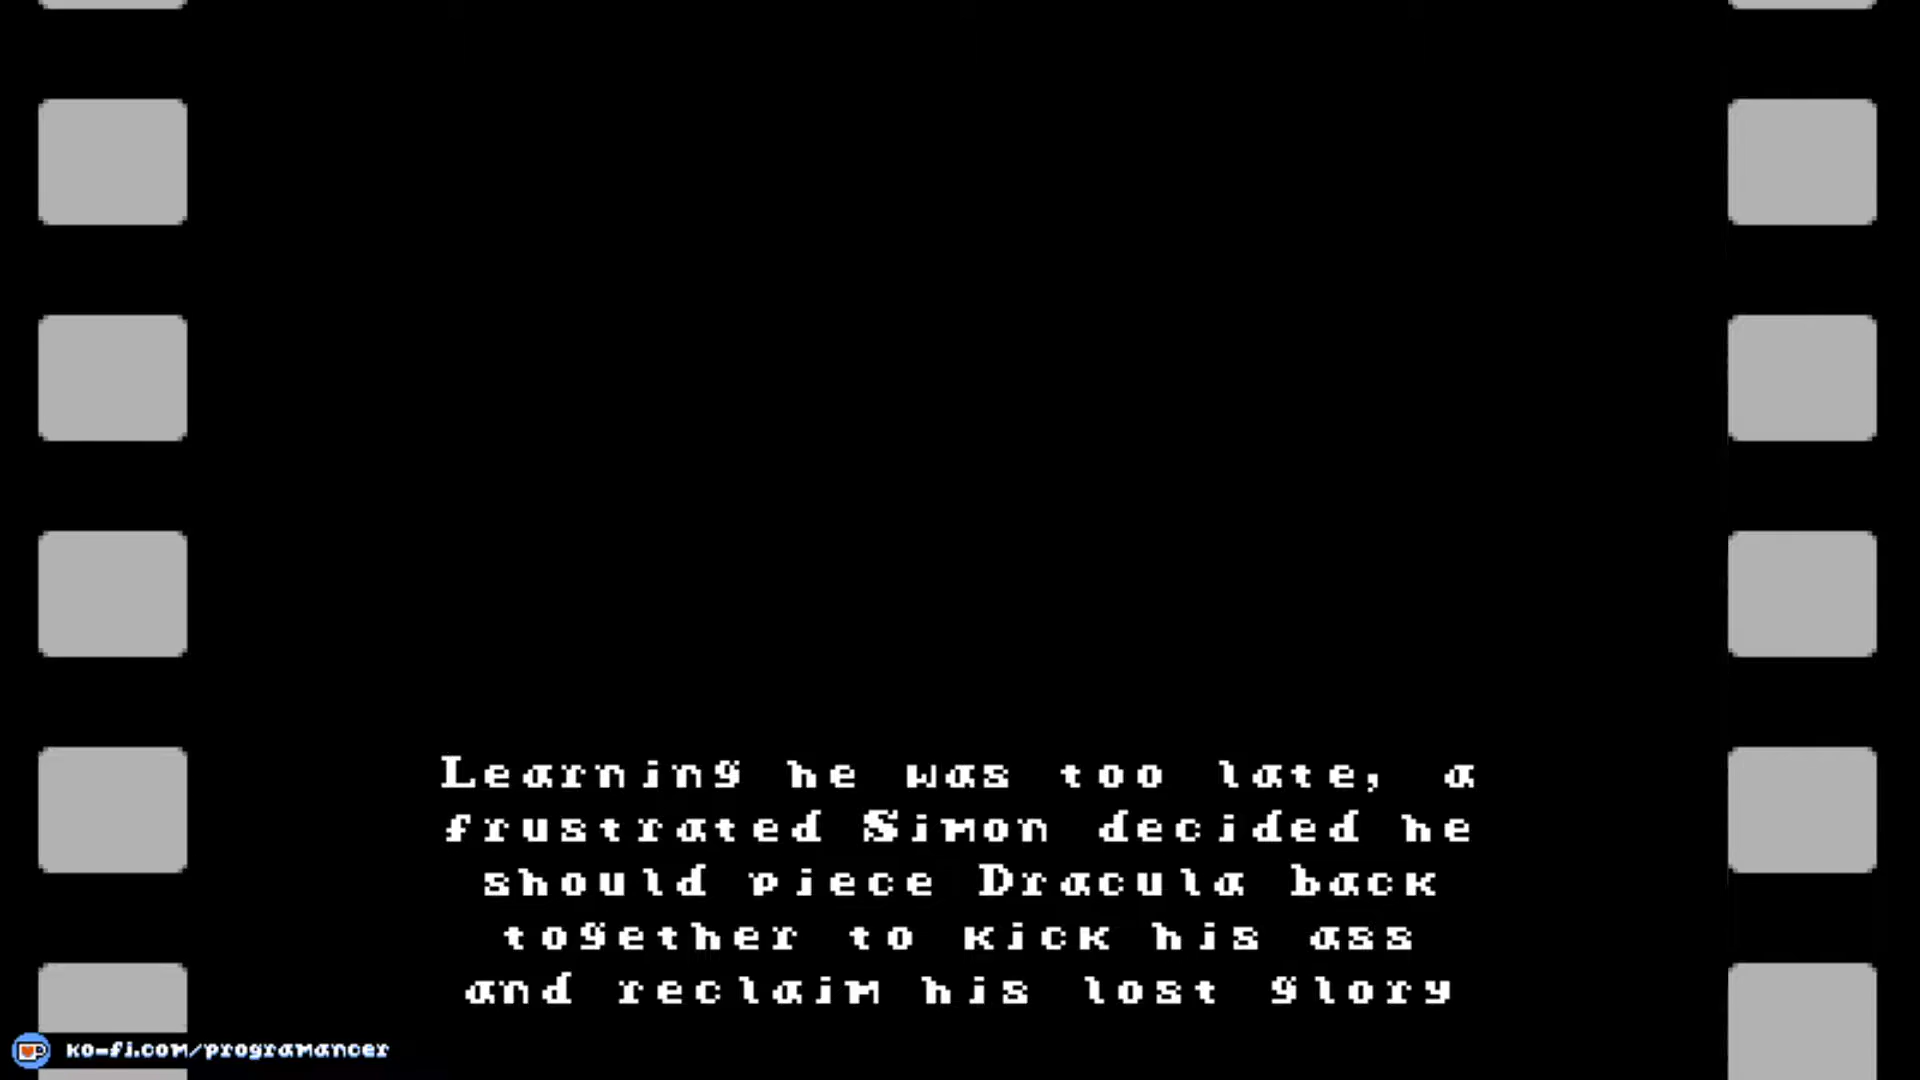 Learning he was too late, a
frustrated Simon decided he
should piece Dracula back
together to kick his ass
and reclaim his lost glory
ko-fi.com/programancer